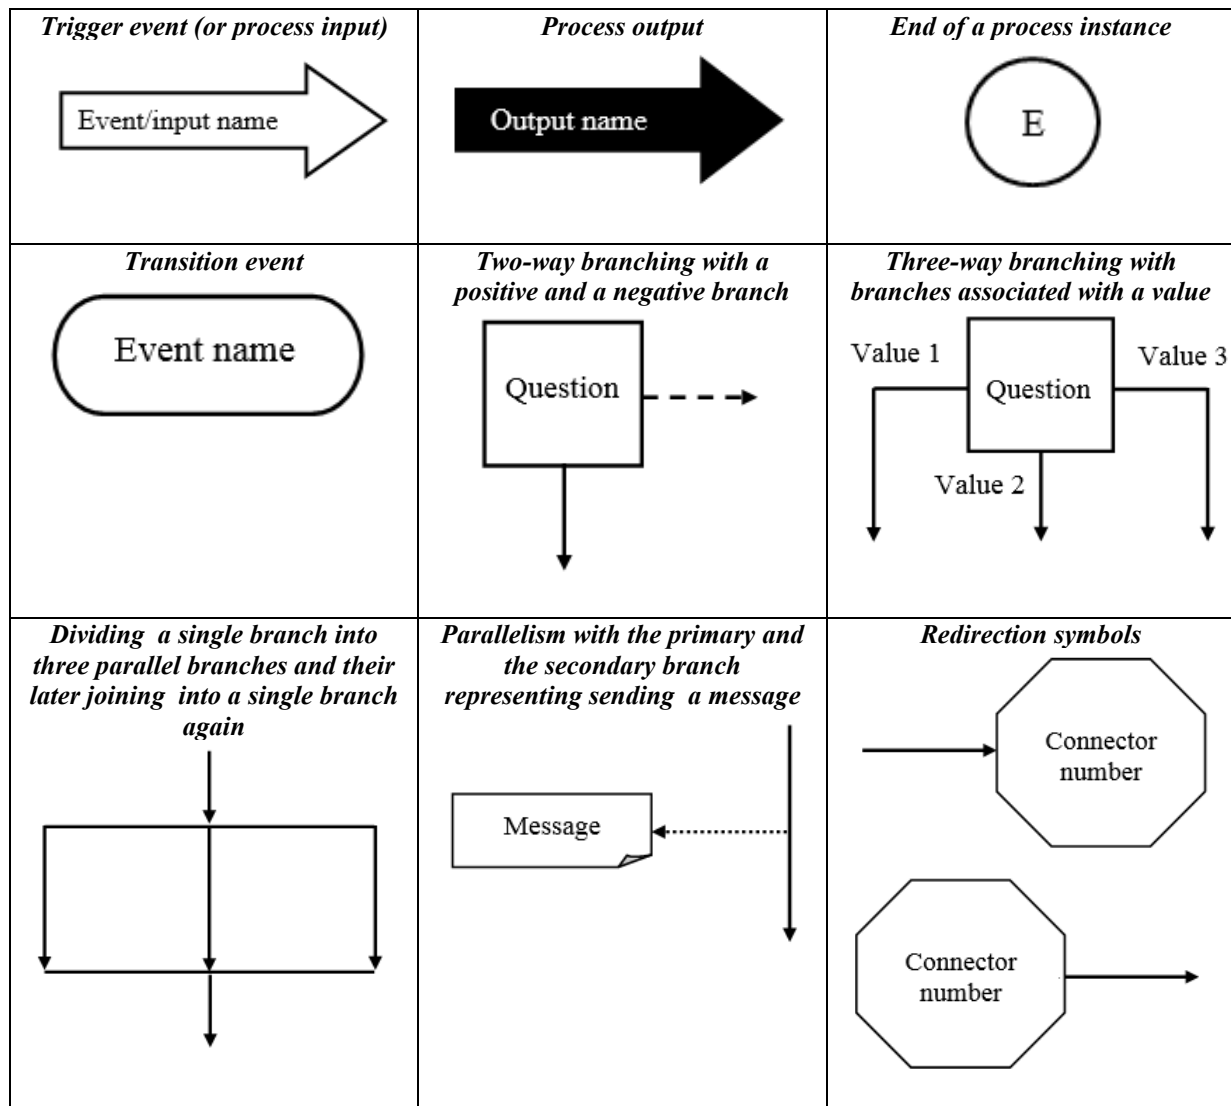 Trigger event (or process input)
Event/input name
Process output
Output name
End of a process instance
E
Transition event
Event name
Two-way branching with a
positive and a negative branch
Question
Three-way branching with
branches associated with a value
Value 1
Question
Value 3
Value 2
Dividing a single branch into
three parallel branches and their
later joining into a single branch
again
Parallelism with the primary and
the secondary branch
representing sending a message
Message
Redirection symbols
Connector
number
Connector
number